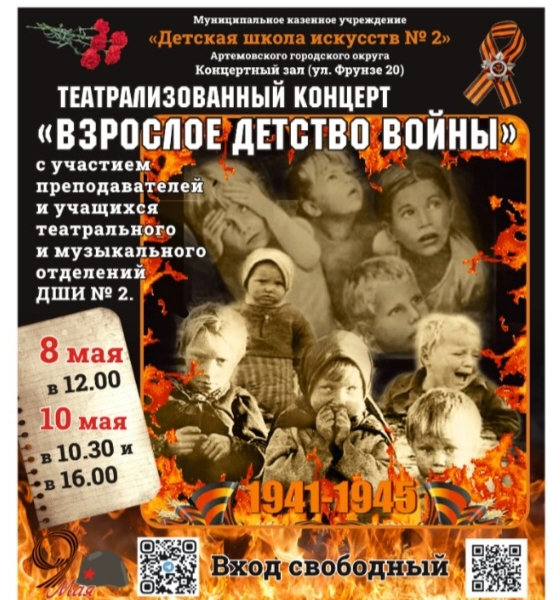 Муниципальное казенное учреждение
«Детская школа искусств № 2»
Артемовского городского округа
Концертный зал (ул. Фрунзе 20)
ТЕАТРАЛИЗОВАННЫЙ КОНЦЕРТ
«ВЗРОСЛОЕ ДЕТСТВО ВОЙНЫ»
с участием
преподавателей
и учащихся
театрального
и музыкального
отделений
ДШИ № 2.
8 мая
в 12.00
10 мая
в 10.30 и
в 16.00
1941-1945
9 Мая
Вход свободный